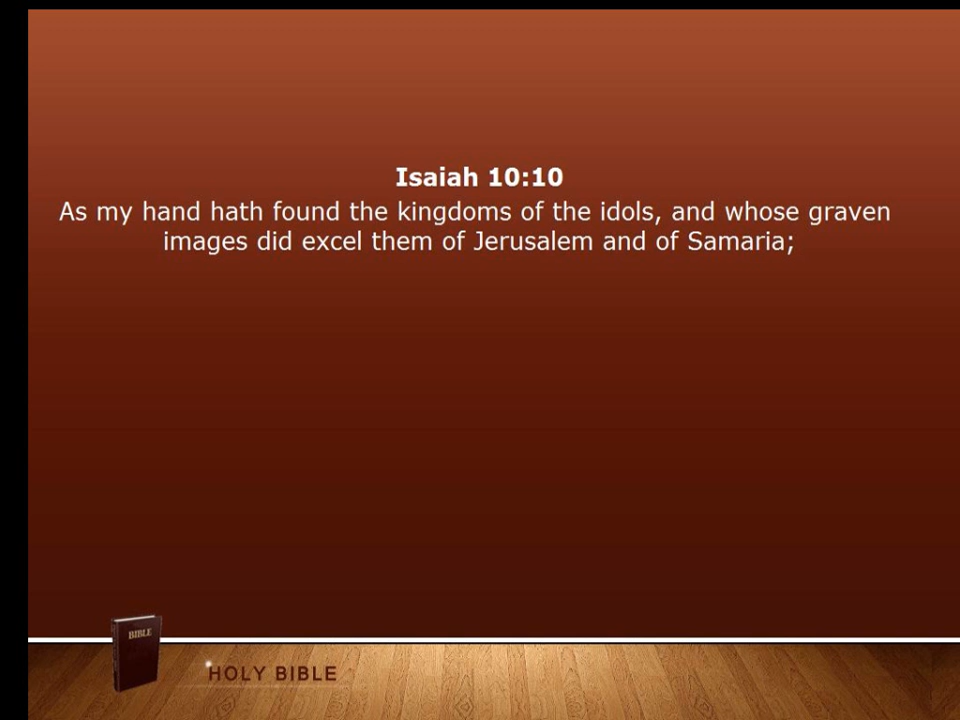 Isaiah 10:10
As my hand hath found the kingdoms of the idols, and whose graven
images did excel them of Jerusalem and of Samaria;
BIBLE
HOLY BIBLE